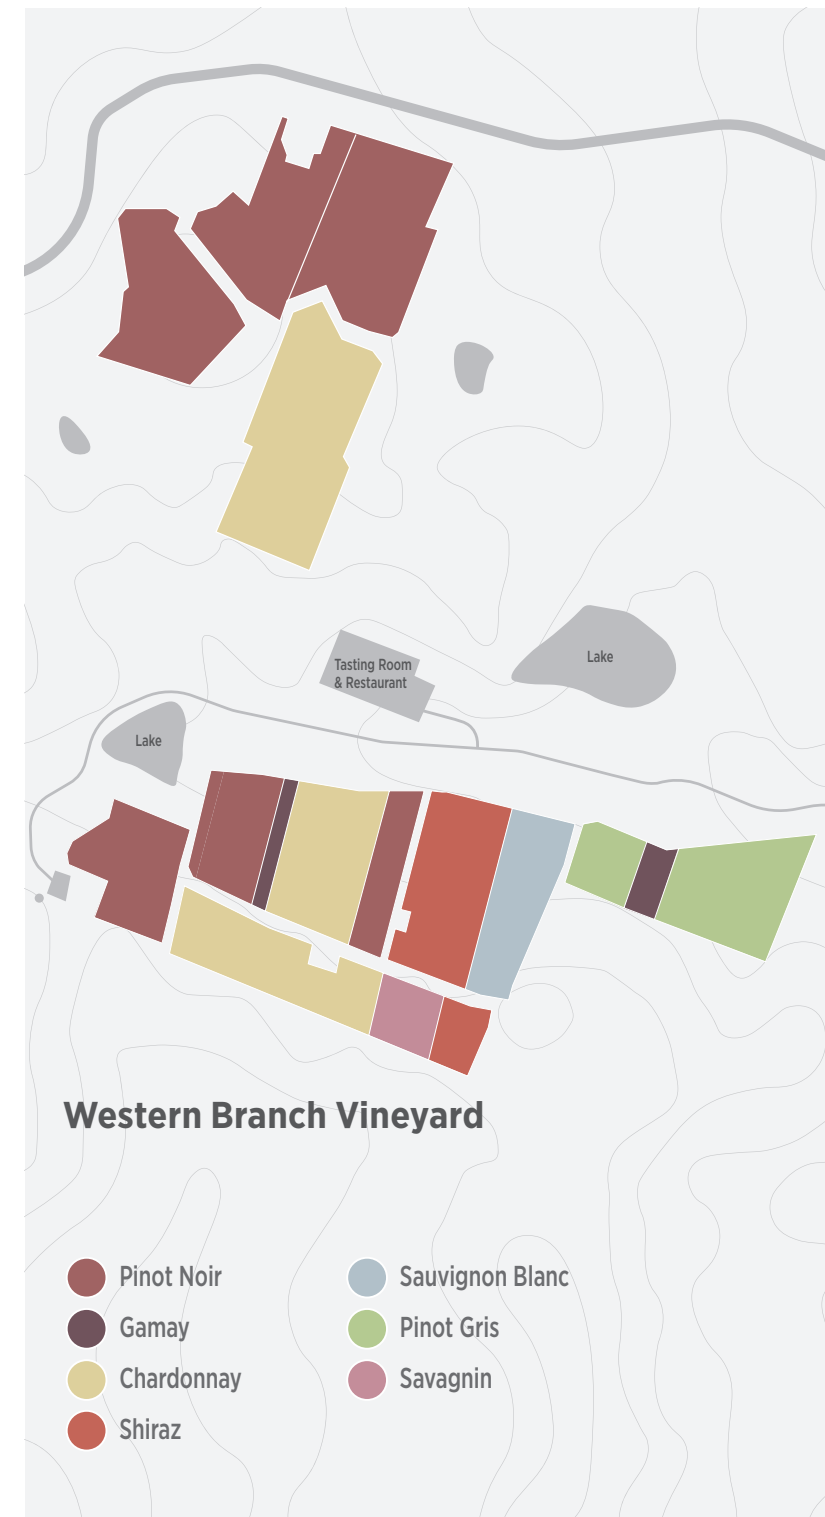 Tasting Room
& Restaurant
Lake
Lake
Western Branch Vineyard
Pinot Noir
Gamay
Chardonnay
Shiraz
Sauvignon Blanc
Pinot Gris
Savagnin